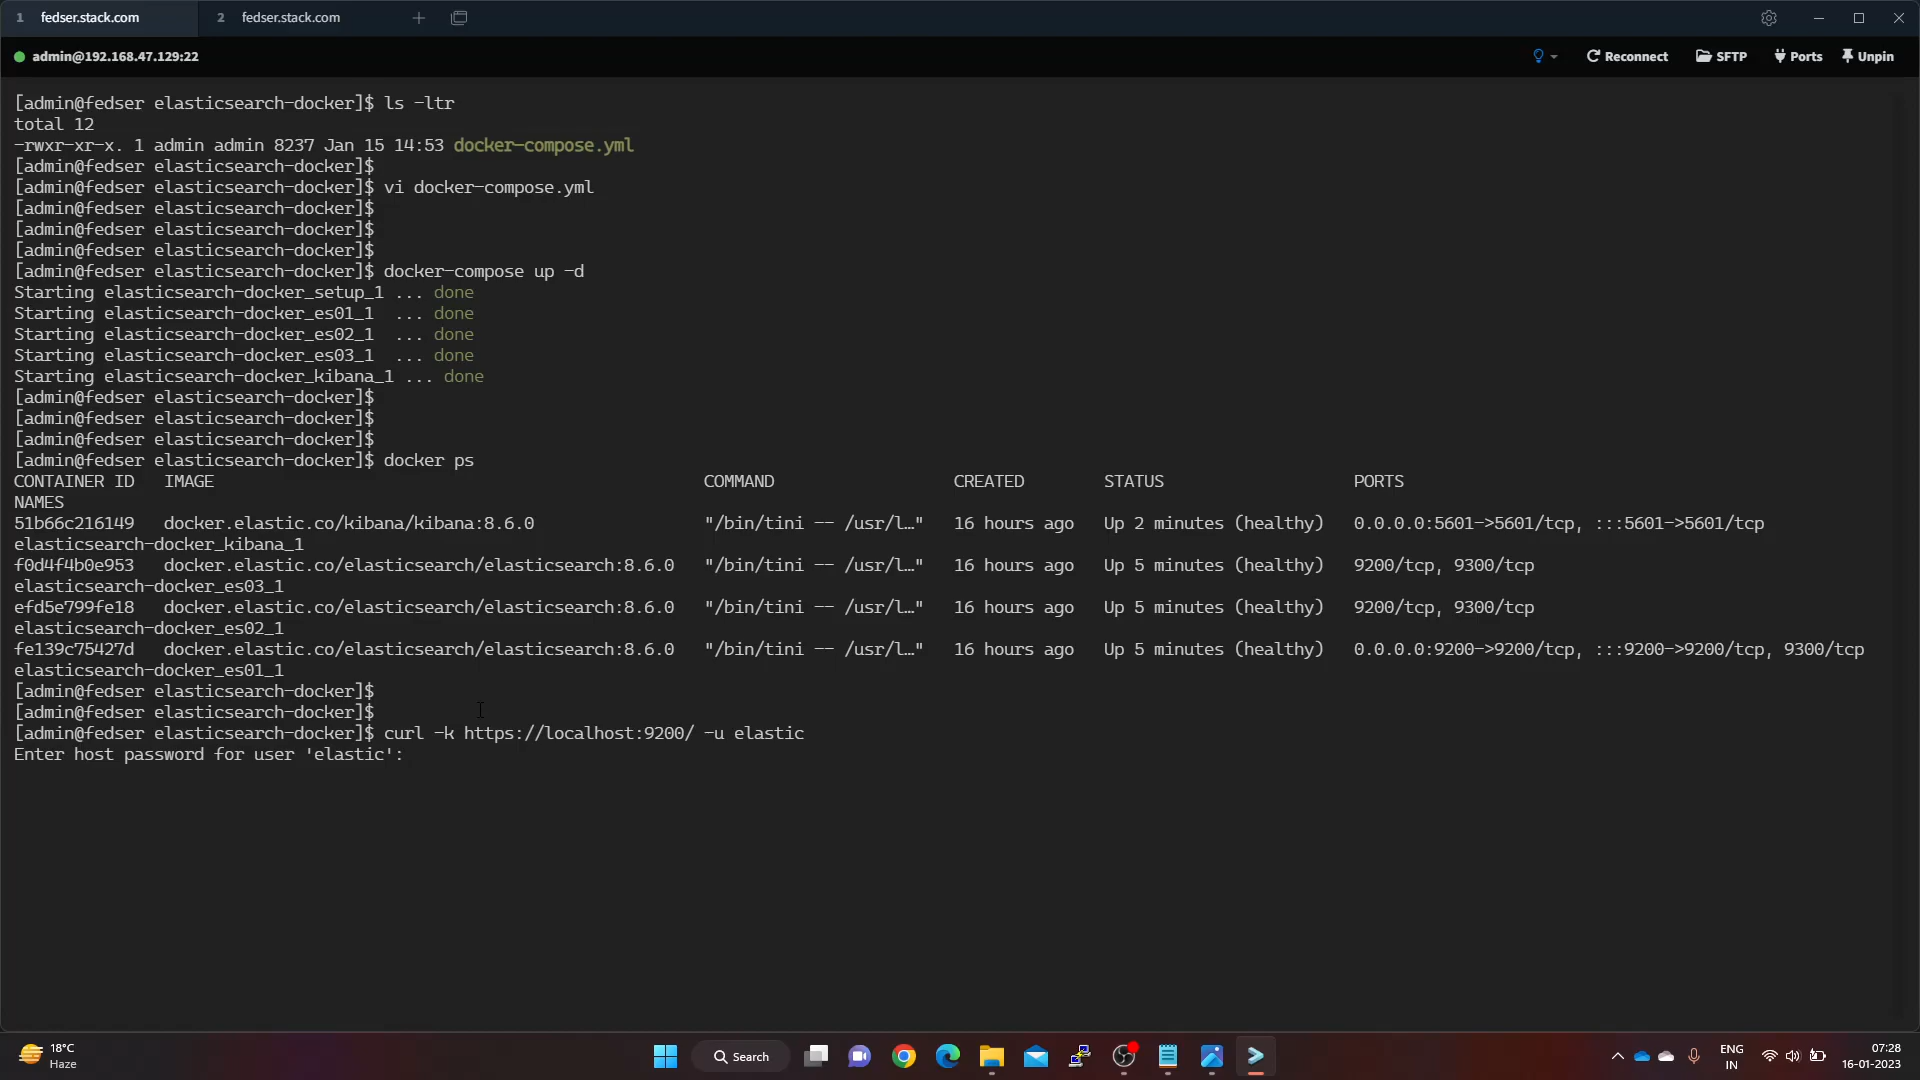 1 fedser.stack.com 2 fedser.stack.com
admin@192.168.47.129:22 Reconnect SFTP Ports Unpin
[admin@fedser elasticsearch-docker]$ ls -ltr
total 12
-rwxr-xr-x. 1 admin admin 8237 Jan 15 14:53 docker-compose.yml
[admin@fedser elasticsearch-docker]$
[admin@fedser elasticsearch-docker]$ vi docker-compose.yml
[admin@fedser elasticsearch-docker]$
[admin@fedser elasticsearch-docker]$
[admin@fedser elasticsearch-docker]$
[admin@fedser elasticsearch-docker]$ docker-compose up -d
Starting elasticsearch-docker_setup_1 ... done
Starting elasticsearch-docker_es01_1 ... done
Starting elasticsearch-docker_es02_1 ... done
Starting elasticsearch-docker_es03_1 ... done
Starting elasticsearch-docker_kibana_1 ... done
[admin@fedser elasticsearch-docker]$
[admin@fedser elasticsearch-docker]$
[admin@fedser elasticsearch-docker]$
[admin@fedser elasticsearch-docker]$ docker ps
CONTAINER ID IMAGE COMMAND CREATED STATUS PORTS
NAMES
51b66c216149 docker.elastic.co/kibana/kibana:8.6.0 "/bin/tini -- /usr/l…" 16 hours ago Up 2 minutes (healthy) 0.0.0.0:5601->5601/tcp, :::5601->5601/tcp
elasticsearch-docker_kibana_1
f0d4f4b0e953 docker.elastic.co/elasticsearch/elasticsearch:8.6.0 "/bin/tini -- /usr/l…" 16 hours ago Up 5 minutes (healthy) 9200/tcp, 9300/tcp
elasticsearch-docker_es03_1
efd5e799fe18 docker.elastic.co/elasticsearch/elasticsearch:8.6.0 "/bin/tini -- /usr/l…" 16 hours ago Up 5 minutes (healthy) 9200/tcp, 9300/tcp
elasticsearch-docker_es02_1
fe139c75427d docker.elastic.co/elasticsearch/elasticsearch:8.6.0 "/bin/tini -- /usr/l…" 16 hours ago Up 5 minutes (healthy) 0.0.0.0:9200->9200/tcp, :::9200->9200/tcp, 9300/tcp
elasticsearch-docker_es01_1
[admin@fedser elasticsearch-docker]$
[admin@fedser elasticsearch-docker]$
[admin@fedser elasticsearch-docker]$ curl -k https://localhost:9200/ -u elastic
Enter host password for user 'elastic':
18°C
Haze
Search
ENG
IN
07:28
16-01-2023